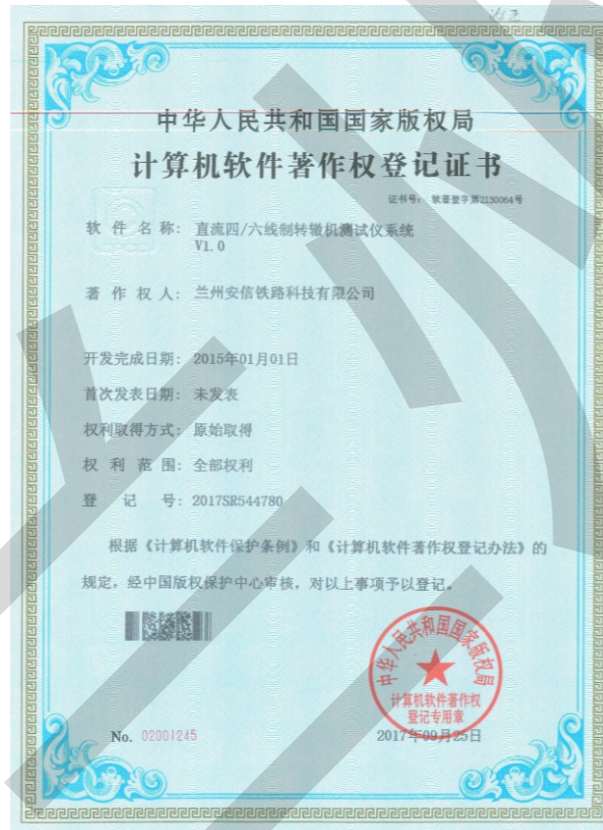 中华人民共和国国家版权局
计算机软件著作权登记证书
证书号: 软著登字第2130064号
软 件 名 称: 直流四/六线制转辙机测试仪系统
V1.0
著 作 权 人: 兰州安信铁路科技有限公司
开发完成日期: 2015年01月01日
首次发表日期: 未发表
权利取得方式: 原始取得
权 利 范 围: 全部权利
登 记 号: 2017SR544780
根据《计算机软件保护条例》和《计算机软件著作权登记办法》的
规定,经中国版权保护中心审核,对以上事项予以登记。
中华人民共和国国家版权局
计算机软件著作权
登记专用章
No. 02001245
2017年09月25日